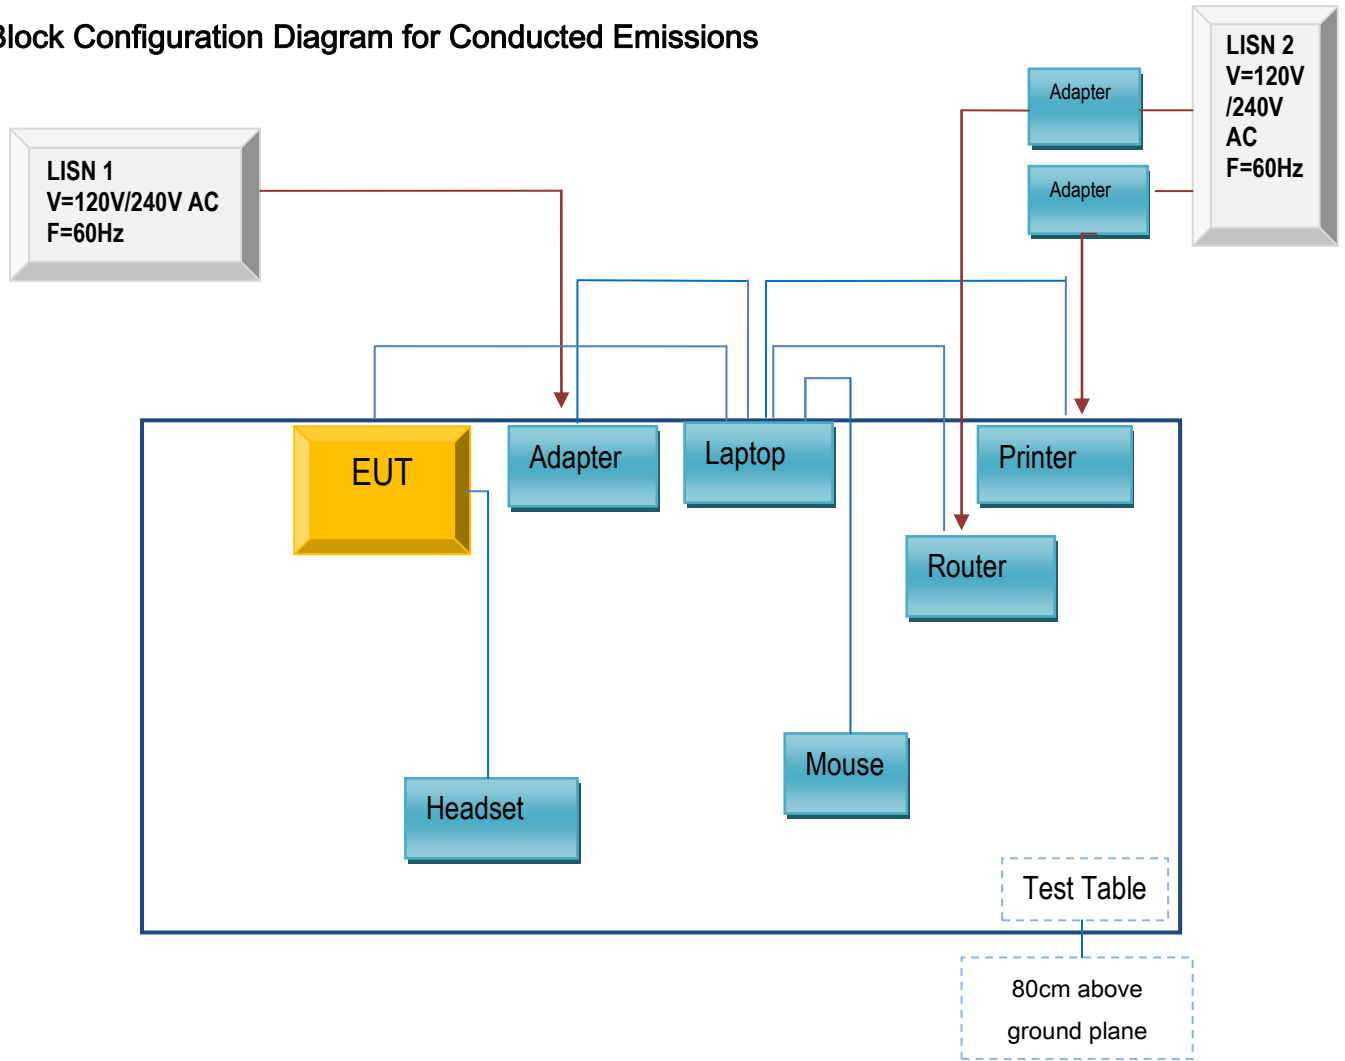 Block Configuration Diagram for Conducted Emissions
LISN 2
V=120V
/240V
AC
F=60Hz
Adapter
Adapter
LISN 1
V=120V/240V AC
F=60Hz
EUT
Adapter
Laptop
Printer
Router
Mouse
Headset
Test Table
80cm above
ground plane